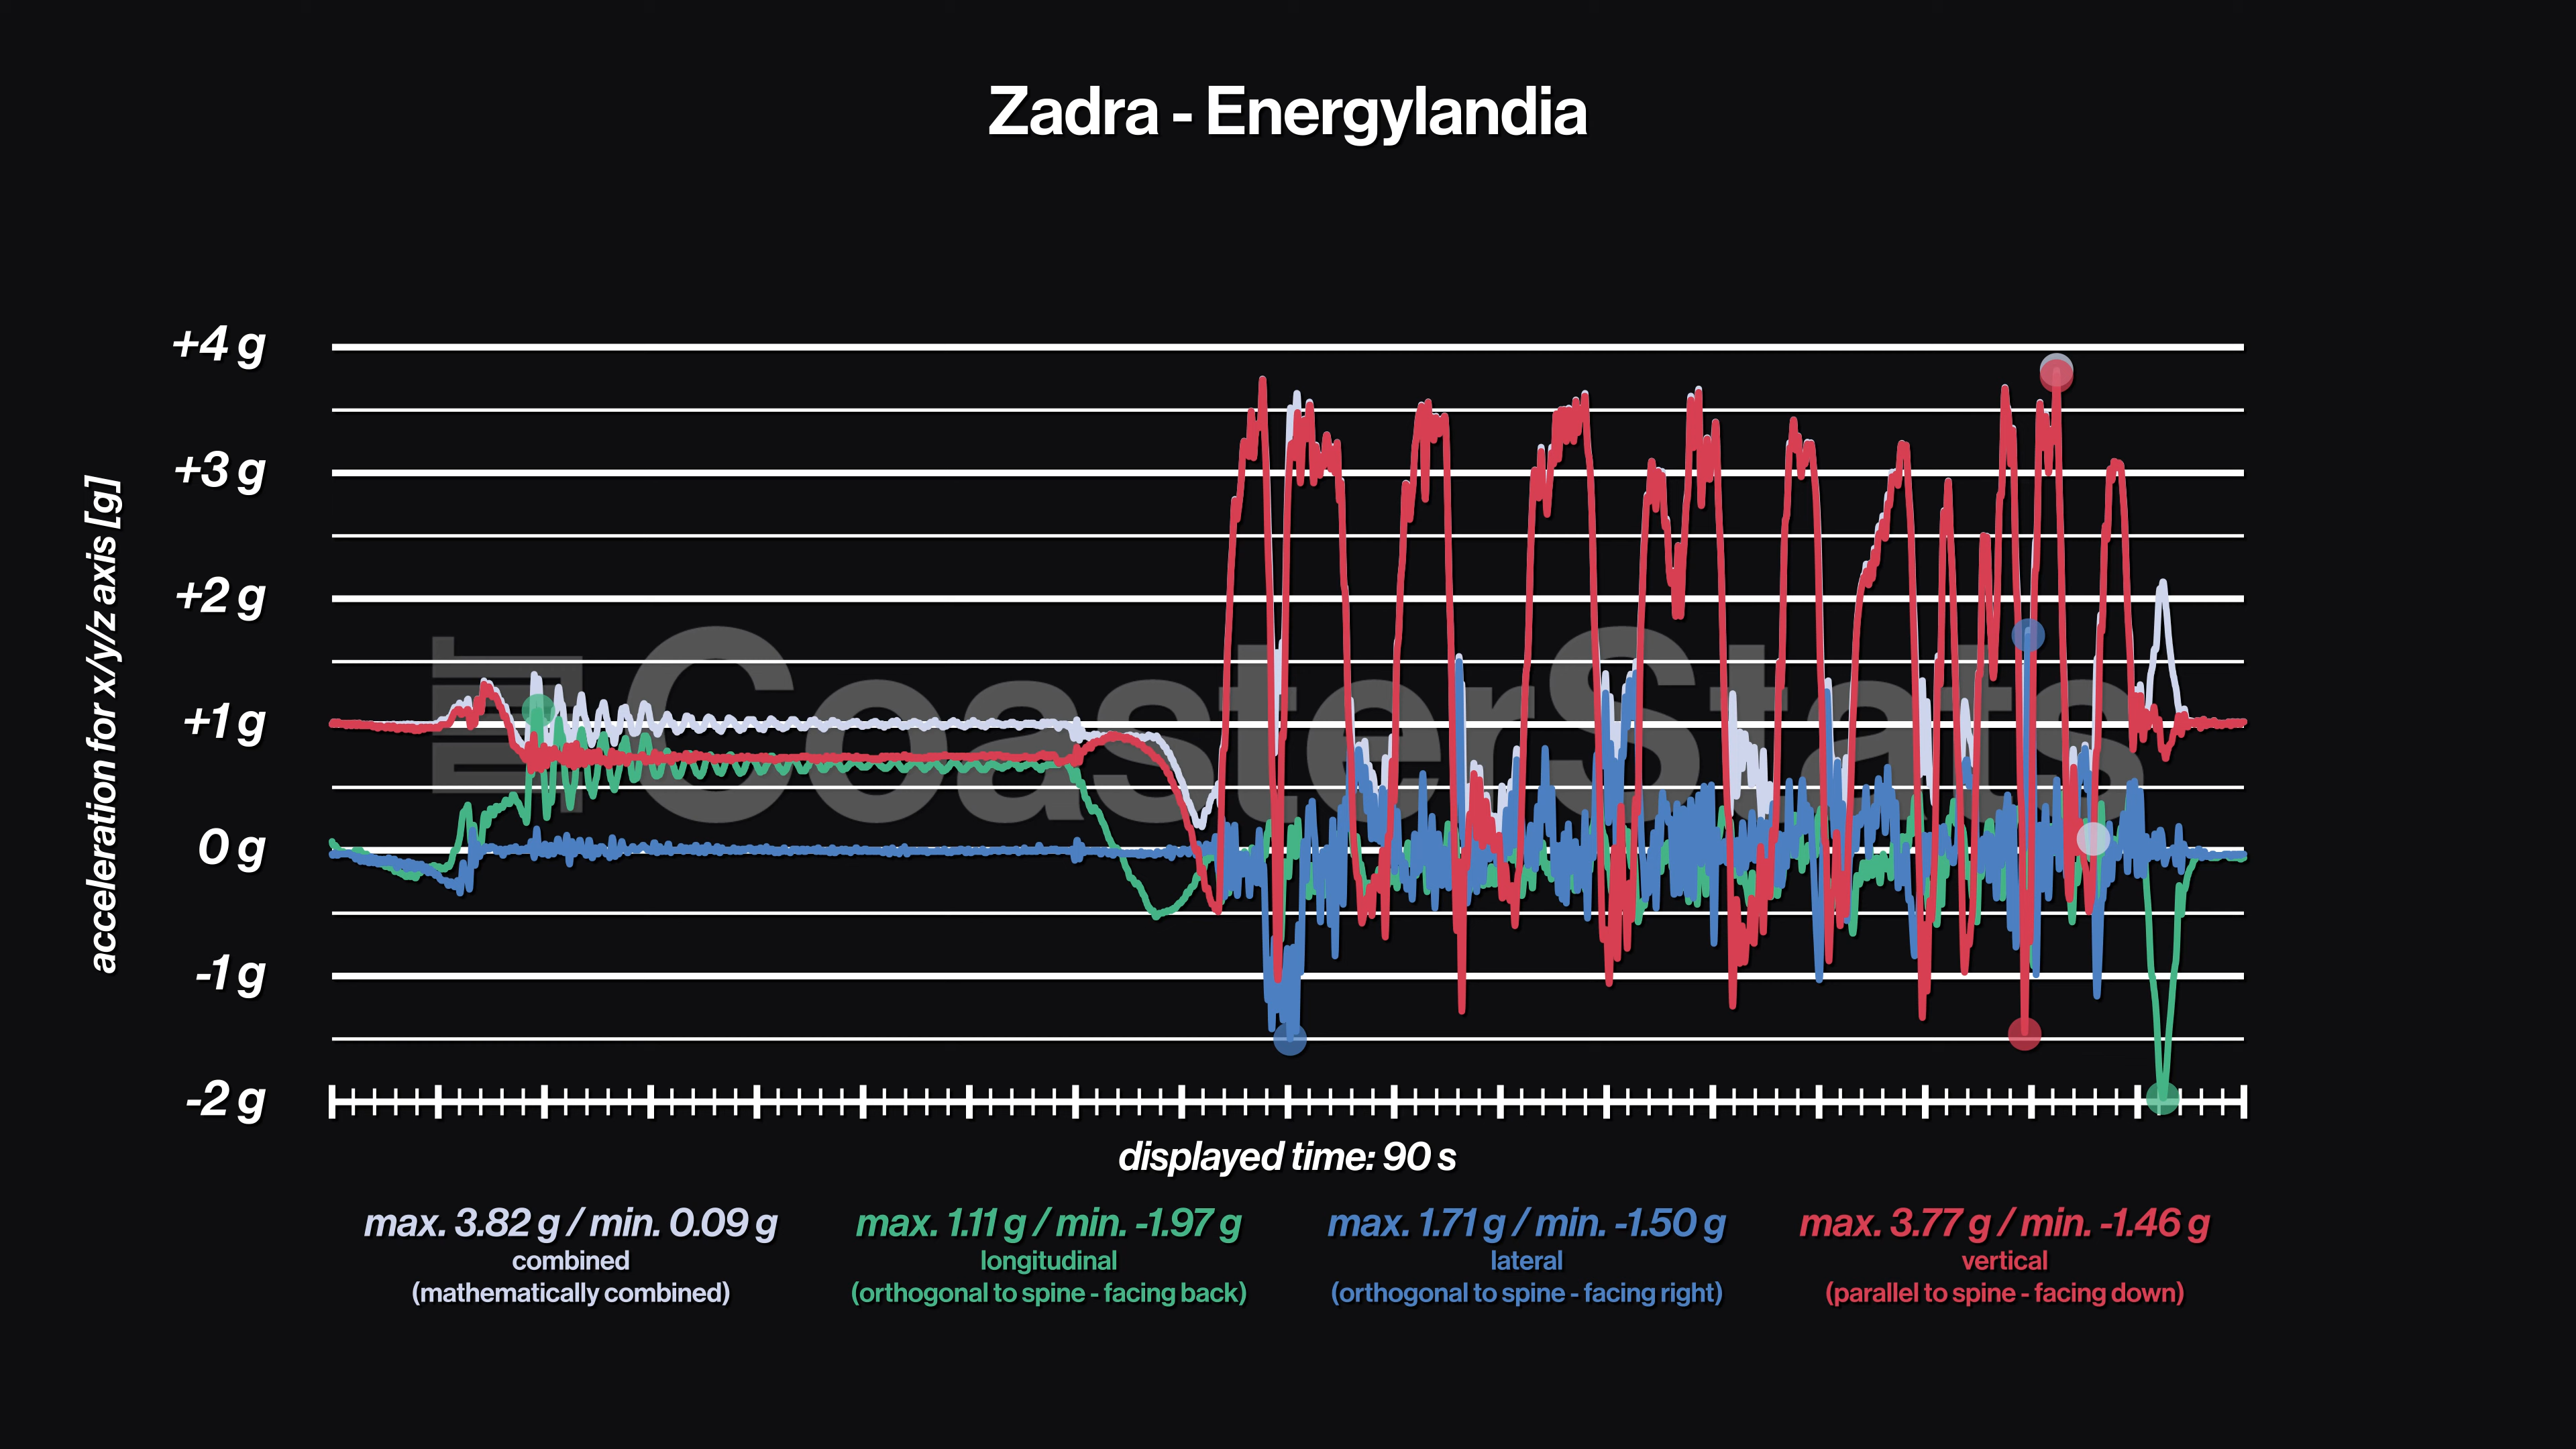 Zadra - Energylandia
+4 g
+3 g
+2 g
+1 g
0 g
-1 g
-2 g
acceleration for x/y/z axis [g]
CoasterStats
displayed time: 90 s
max. 3.82 g / min. 0.09 g
combined
(mathematically combined)
max. 1.11 g / min. -1.97 g
longitudinal
(orthogonal to spine - facing back)
max. 1.71 g / min. -1.50 g
lateral
(orthogonal to spine - facing right)
max. 3.77 g / min. -1.46 g
vertical
(parallel to spine - facing down)